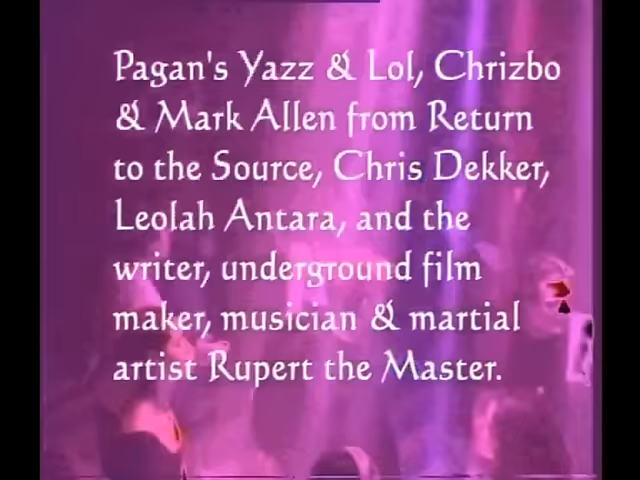 Pagan's Yazz & Lol, Chrizbo
& Mark Allen from Return
to the Source, Chris Dekker,
Leolah Antara, and the
writer, underground film
maker, musician & martial
artist Rupert the Master.